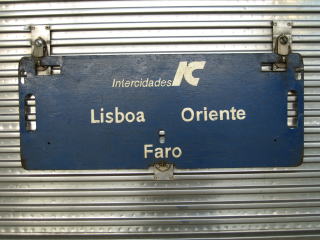 Intercidades IC
Lisboa Oriente
Faro